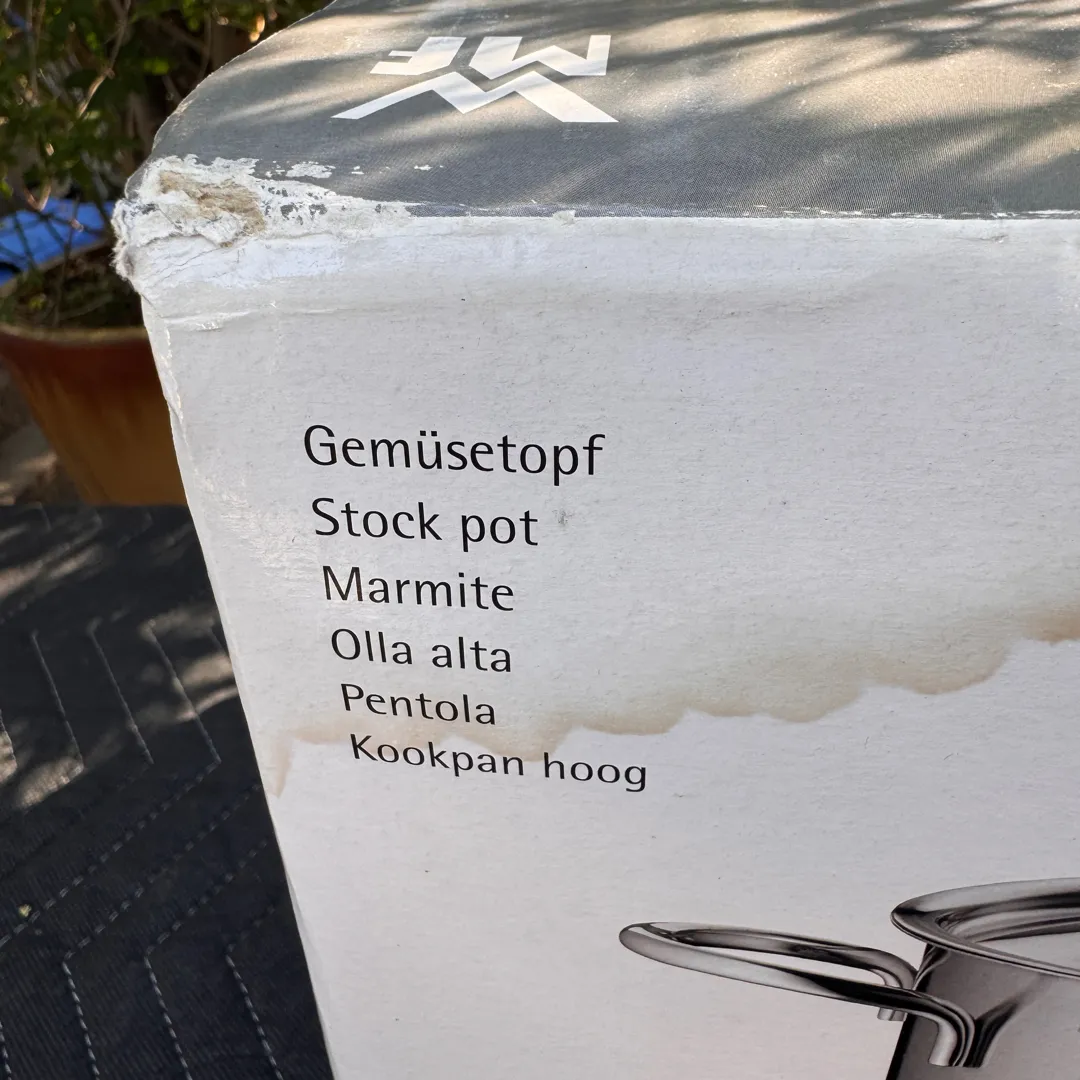 WMF
Gemüsetopf
Stock pot
Marmite
Olla alta
Pentola
Kookpan hoog